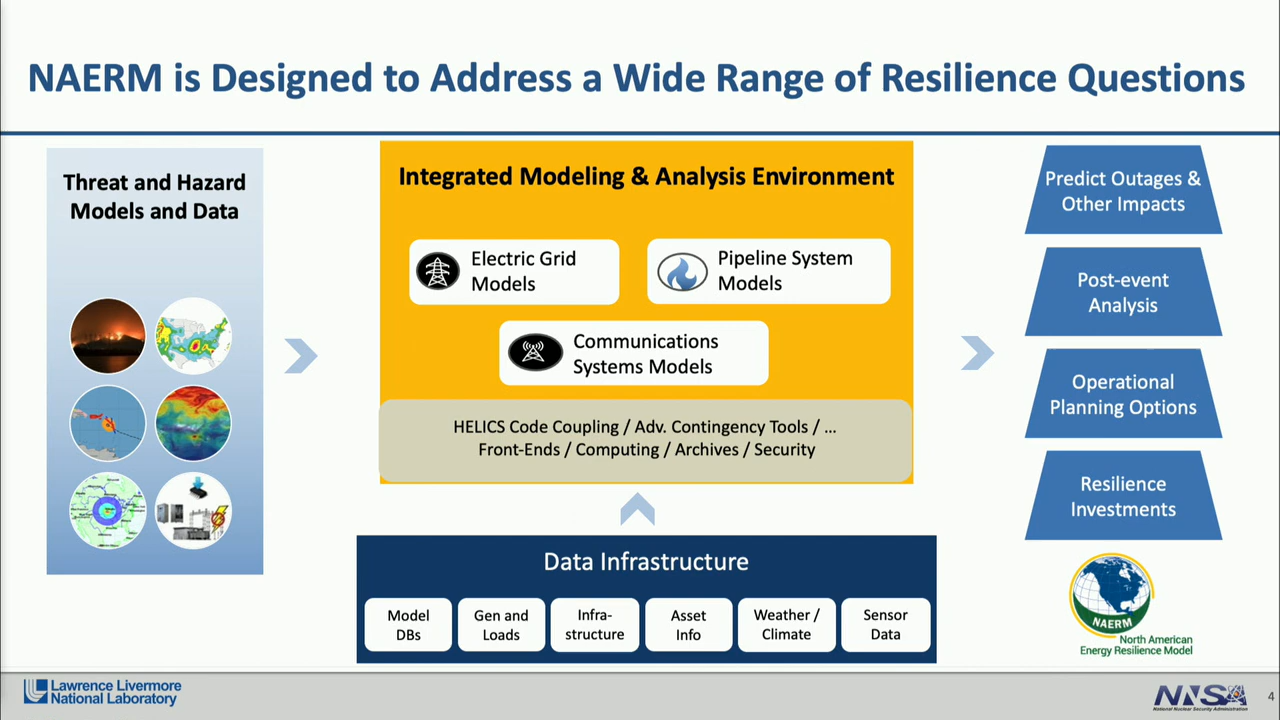 NAERM is Designed to Address a Wide Range of Resilience Questions
Threat and Hazard
Models and Data
Integrated Modeling & Analysis Environment
Electric Grid
Models
Pipeline System
Models
Communications
Systems Models
HELICS Code Coupling / Adv. Contingency Tools / ...
Front-Ends / Computing / Archives / Security
Data Infrastructure
Model
DBs
Gen and
Loads
Infra-
structure
Asset
Info
Weather /
Climate
Sensor
Data
Predict Outages &
Other Impacts
Post-event
Analysis
Operational
Planning Options
Resilience
Investments
NAERM
North American
Energy Resilience Model
Lawrence Livermore
National Laboratory
NNSA
National Nuclear Security Administration
4